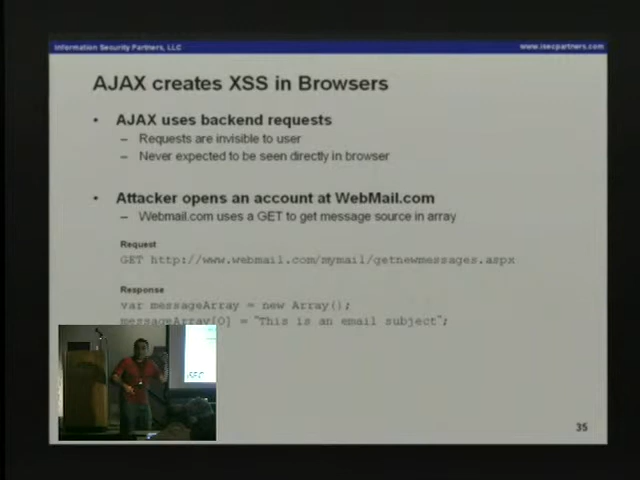 Information Security Partners, LLC
www.isecpartners.com
AJAX creates XSS in Browsers
• AJAX uses backend requests
– Requests are invisible to user
– Never expected to be seen directly in browser
• Attacker opens an account at WebMail.com
– Webmail.com uses a GET to get message source in array
Request
GET http://www.webmail.com/mymail/getnewmessages.aspx
Response
var messageArray = new Array();
messageArray[0] = "This is an email subject";
iSEC
35